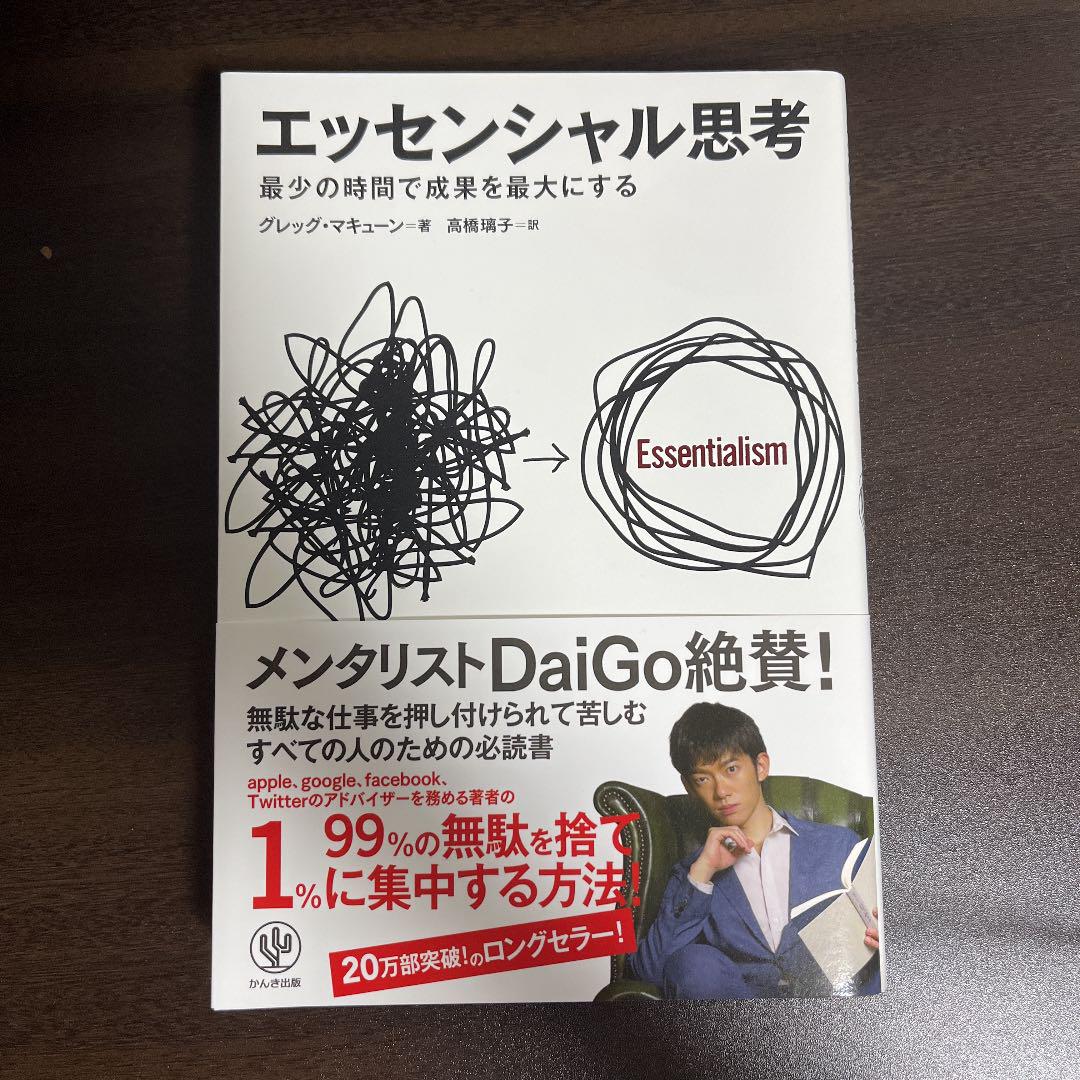 エッセンシャル思考
最少の時間で成果を最大にする
グレッグ・マキューン=著 高橋璃子=訳
Essentialism
メンタリストDaiGo絶賛!
無駄な仕事を押し付けられて苦しむ
すべての人のための必読書
apple、google、facebook、
Twitterのアドバイザーを務める著者の
99%の無駄を捨て
1%に集中する方法!
20万部突破!のロングセラー!
かんき出版